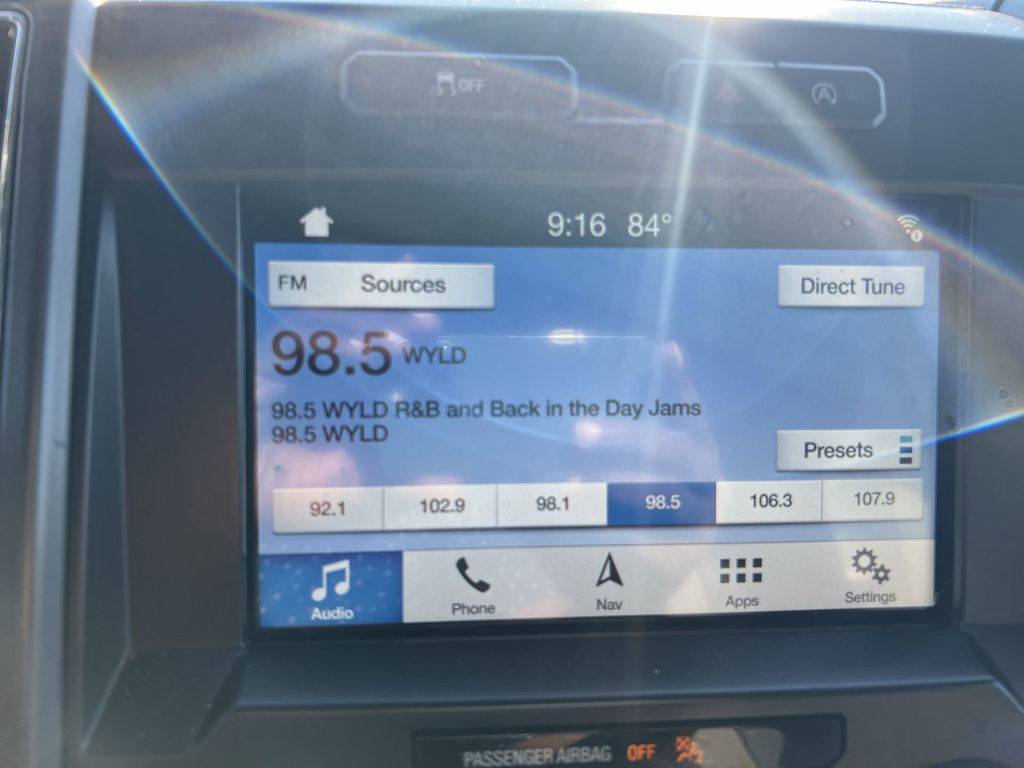 OFF
A
9:16 84°
FM Sources
Direct Tune
98.5 WYLD
98.5 WYLD R&B and Back in the Day Jams
98.5 WYLD
Presets
92.1 102.9 98.1 98.5 106.3 107.9
Audio Phone Nav Apps Settings
PASSENGER AIRBAG OFF